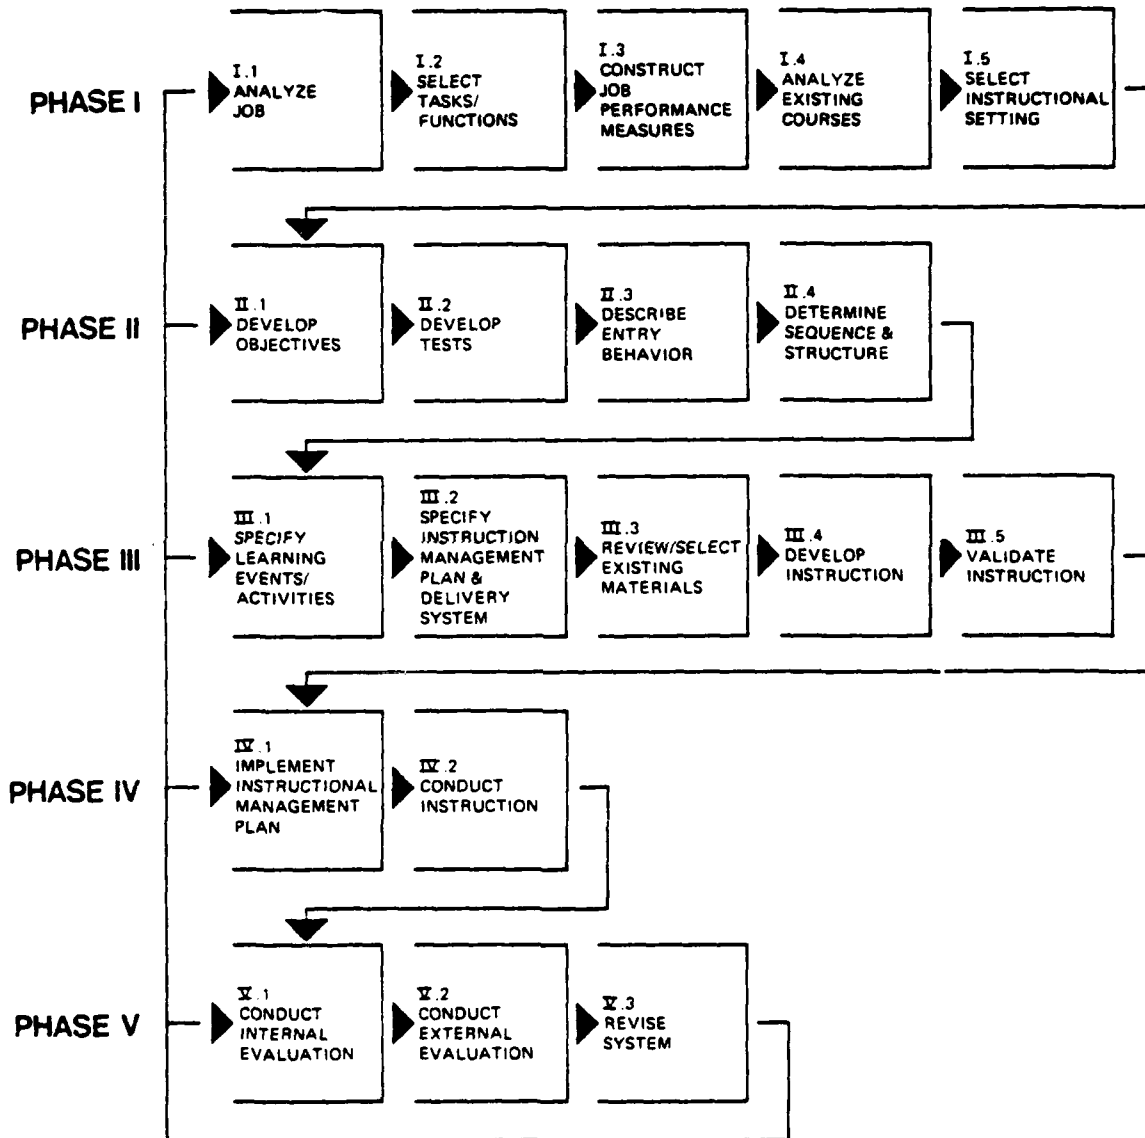 PHASE I
I.1
ANALYZE
JOB
I.2
SELECT
TASKS/
FUNCTIONS
I.3
CONSTRUCT
JOB
PERFORMANCE
MEASURES
I.4
ANALYZE
EXISTING
COURSES
I.5
SELECT
INSTRUCTIONAL
SETTING
PHASE II
II.1
DEVELOP
OBJECTIVES
II.2
DEVELOP
TESTS
II.3
DESCRIBE
ENTRY
BEHAVIOR
II.4
DETERMINE
SEQUENCE &
STRUCTURE
PHASE III
III.1
SPECIFY
LEARNING
EVENTS/
ACTIVITIES
III.2
SPECIFY
INSTRUCTION
MANAGEMENT
PLAN &
DELIVERY
SYSTEM
III.3
REVIEW/SELECT
EXISTING
MATERIALS
III.4
DEVELOP
INSTRUCTION
III.5
VALIDATE
INSTRUCTION
PHASE IV
IV.1
IMPLEMENT
INSTRUCTIONAL
MANAGEMENT
PLAN
IV.2
CONDUCT
INSTRUCTION
PHASE V
V.1
CONDUCT
INTERNAL
EVALUATION
V.2
CONDUCT
EXTERNAL
EVALUATION
V.3
REVISE
SYSTEM